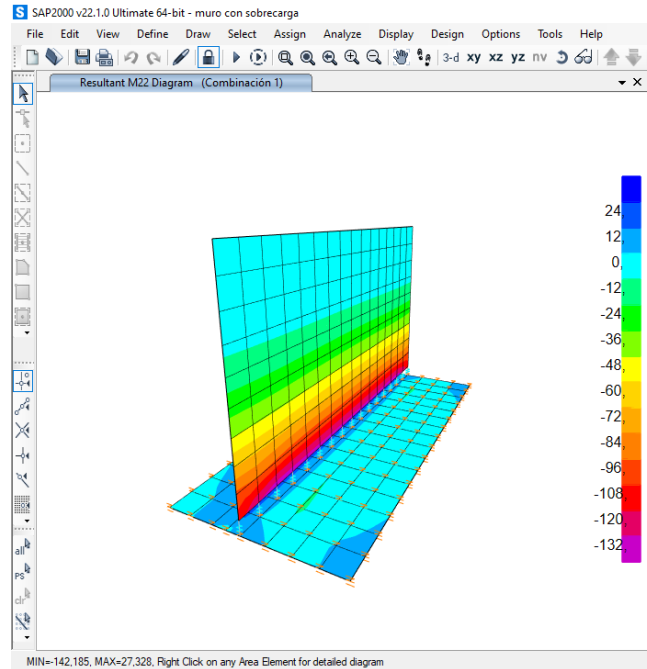 SAP2000 v22.1.0 Ultimate 64-bit - muro con sobrecarga
File Edit View Define Draw Select Assign Analyze Display Design Options Tools Help
3-d xy xz yz nv
Resultant M22 Diagram (Combinación 1)
24,
12,
0,
-12,
-24,
-36,
-48,
-60,
-72,
-84,
-96,
-108,
-120,
-132,
all
PS
clr
MIN=-142,185, MAX=27,328, Right Click on any Area Element for detailed diagram